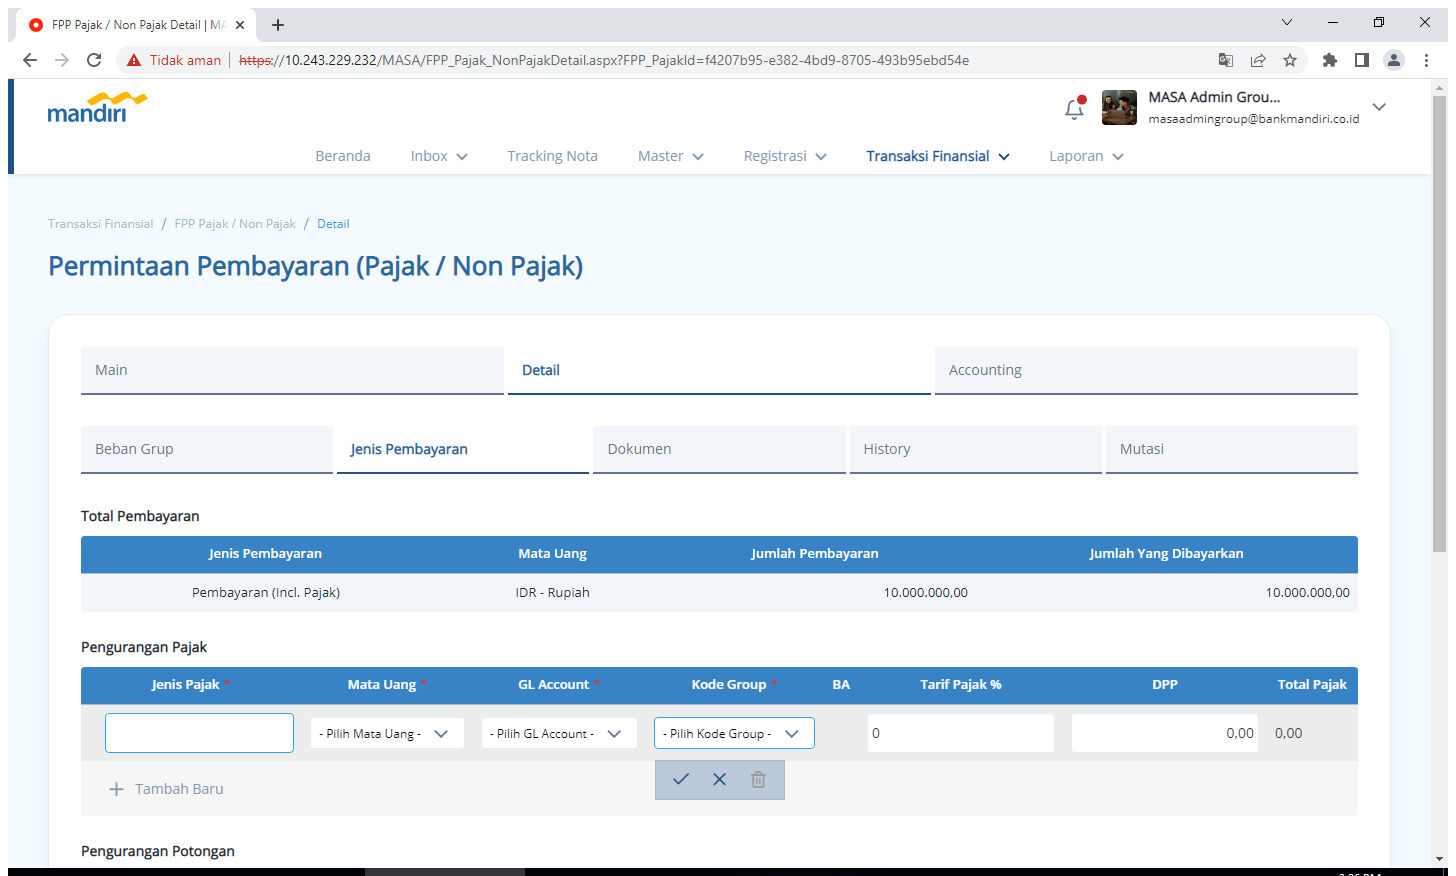 FPP Pajak / Non Pajak Detail | MA
Tidak aman | https://10.243.229.232/MASA/FPP_Pajak_NonPajakDetail.aspx?FPP_PajakId=f4207b95-e382-4bd9-8705-493b95ebd54e
mandiri
MASA Admin Grou...
masaadmingroup@bankmandiri.co.id
Beranda Inbox Tracking Nota Master Registrasi Transaksi Finansial Laporan
Transaksi Finansial / FPP Pajak / Non Pajak / Detail
Permintaan Pembayaran (Pajak / Non Pajak)
Main Detail Accounting
Beban Grup Jenis Pembayaran Dokumen History Mutasi
Total Pembayaran
Jenis Pembayaran Mata Uang Jumlah Pembayaran Jumlah Yang Dibayarkan
Pembayaran (Incl. Pajak) IDR - Rupiah 10.000.000,00 10.000.000,00
Pengurangan Pajak
Jenis Pajak * Mata Uang * GL Account * Kode Group * BA Tarif Pajak % DPP Total Pajak
- Pilih Mata Uang - - Pilih GL Account - - Pilih Kode Group - 0 0,00 0,00
+ Tambah Baru
Pengurangan Potongan